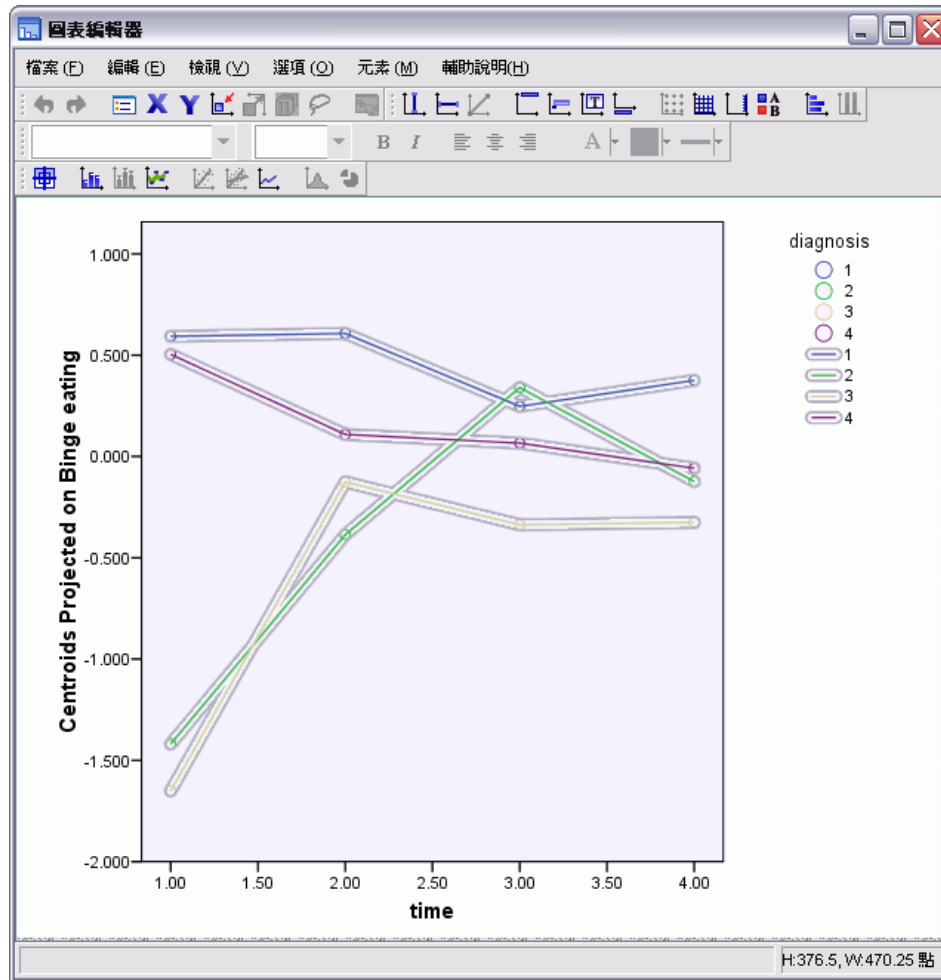 圖表編輯器
檔案(F) 編輯(E) 檢視(V) 選項(O) 元素(M) 輔助說明(H)
X Y T A B
B I A
1.000
0.500
0.000
-0.500
-1.000
-1.500
-2.000
Centroids Projected on Binge eating
1.00 1.50 2.00 2.50 3.00 3.50 4.00
time
diagnosis
1
2
3
4
1
2
3
4
H:376.5, W:470.25 點